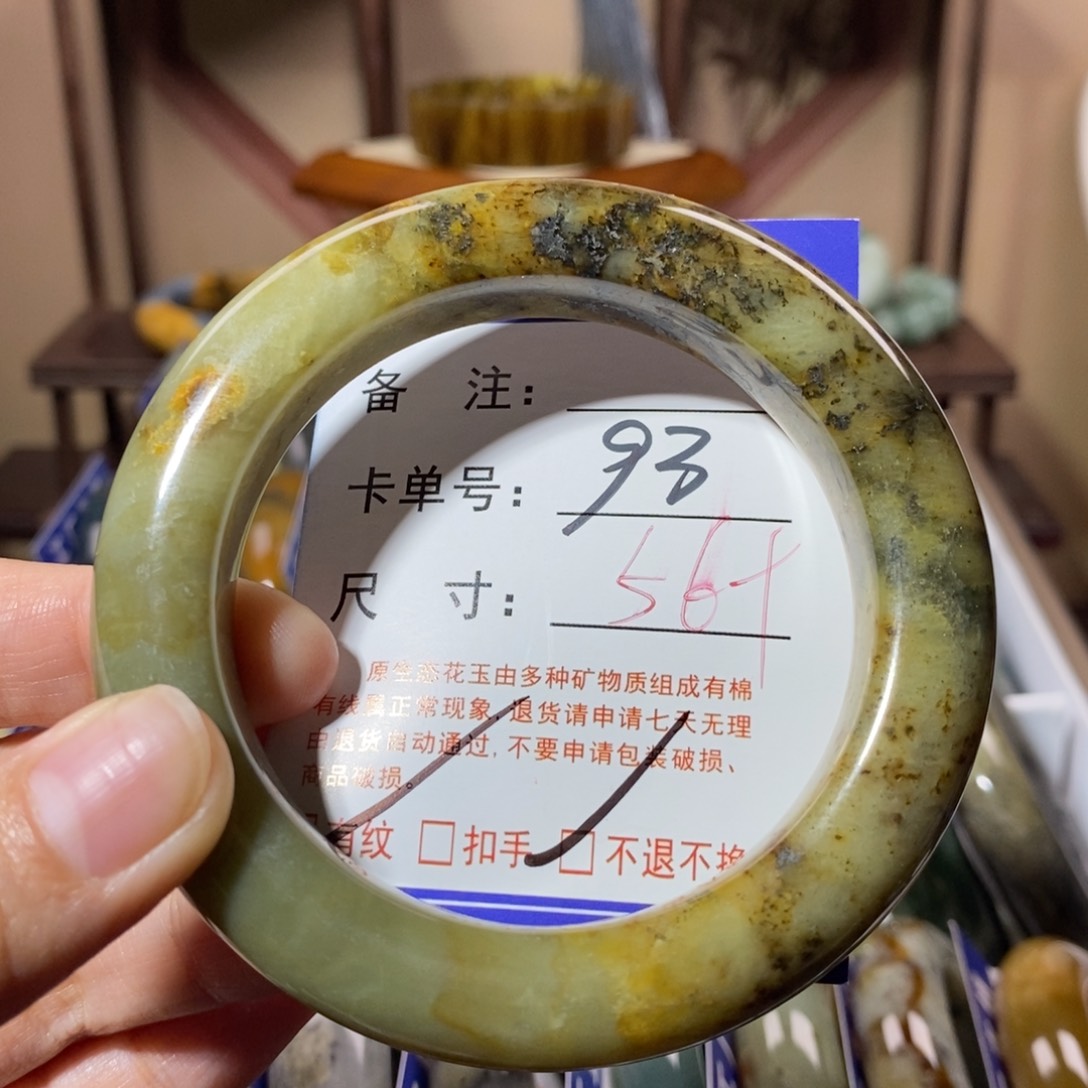 备 注：
卡单号： 93
尺 寸： 56+
原生态花玉由多种矿物质组成有棉
有线属正常现象,退货请申请七天无理
由退货自动通过,不要申请包装破损、
商品破损。
□有纹 □扣手 □不退不换